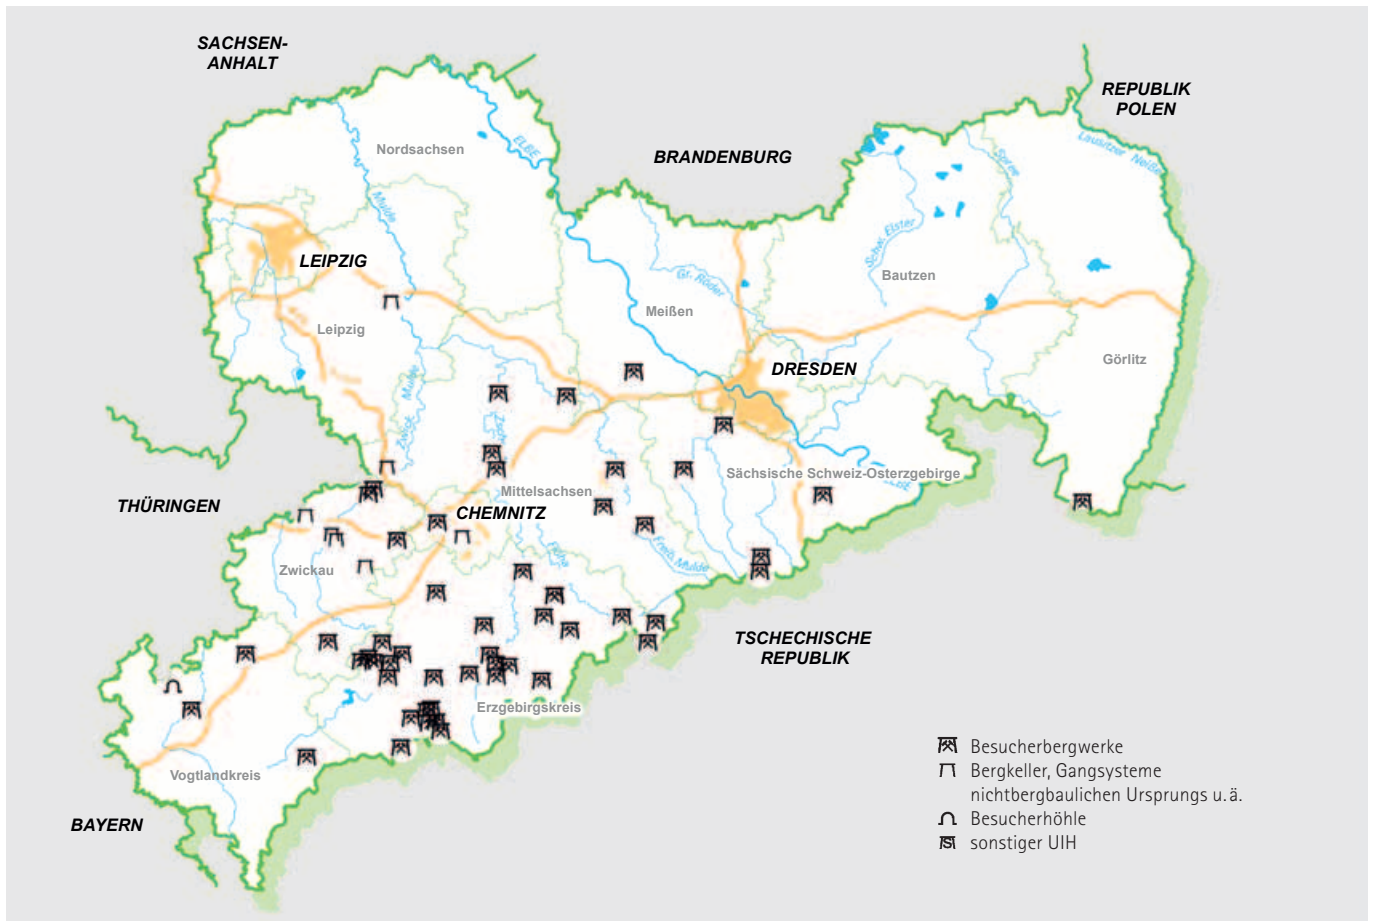 SACHSEN-
ANHALT
REPUBLIK
POLEN
Nordsachsen
ELBE
BRANDENBURG
Lausitzer Neiße
Spree
Mulde
Schw. Elster
LEIPZIG
Bautzen
Gr. Röder
Meißen
Leipzig
Görlitz
DRESDEN
Zwick. Mulde
Sächsische Schweiz-Osterzgebirge
ELBE
Mittelsachsen
THÜRINGEN
CHEMNITZ
Flöha
Freib. Mulde
Zwickau
TSCHECHISCHE
REPUBLIK
Erzgebirgskreis
Vogtlandkreis
BAYERN
Besucherbergwerke
Bergkeller, Gangsysteme
nichtbergbaulichen Ursprungs u. ä.
Besucherhöhle
sonstiger UIH